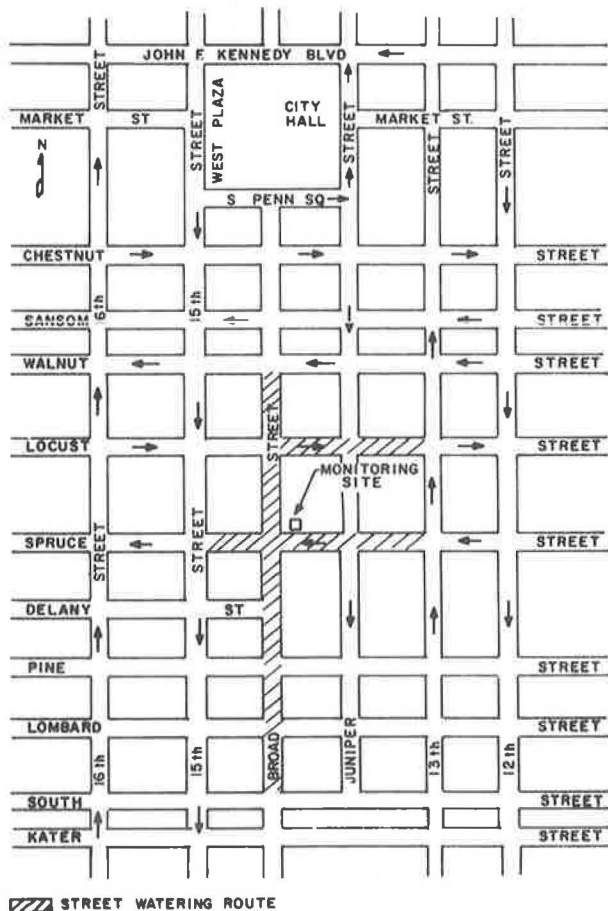 JOHN F. KENNEDY BLVD
STREET
MARKET ST
STREET
WEST PLAZA
CITY HALL
STREET
MARKET ST.
STREET
STREET
N
S PENN SQ
CHESTNUT STREET
16th
15th
SANSOM STREET
WALNUT STREET
STREET
LOCUST STREET
MONITORING SITE
STREET
STREET
SPRUCE STREET
DELANY ST
PINE STREET
LOMBARD STREET
16th
15th
BROAD
JUNIPER
13th
12th
SOUTH STREET
KATER STREET
STREET WATERING ROUTE